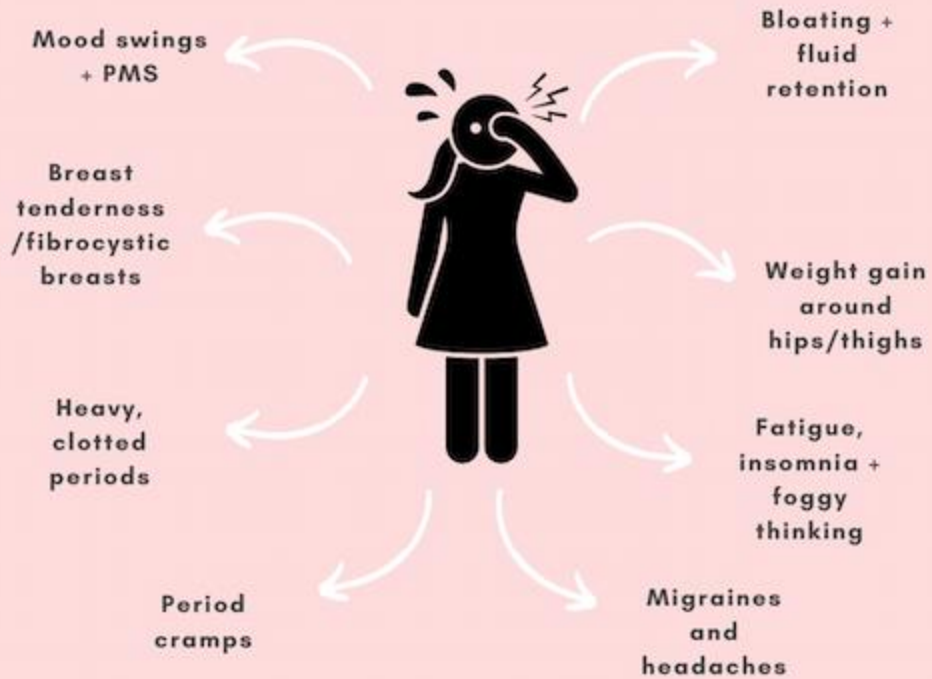 Mood swings
+ PMS
Bloating +
fluid
retention
Breast
tenderness
/fibrocystic
breasts
Weight gain
around
hips/thighs
Heavy,
clotted
periods
Fatigue,
insomnia +
foggy
thinking
Period
cramps
Migraines
and
headaches